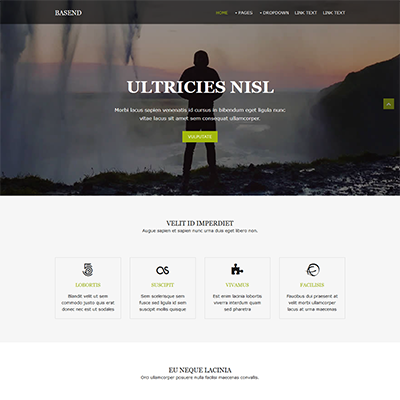 BASEND
HOME • PAGES • DROPDOWN LINK TEXT LINK TEXT
ULTRICIES NISL
Morbi lacus sapien venenatis id cursus in bibendum eget ligula nunc
vitae lacus sit amet sem consequat ullamcorper.
VULPUTATE
VELIT ID IMPERDIET
Augue sapien et sapien nunc urna duis eget libero non.
LOBORTIS
Blandit velit ut sem
commodo justo quis erat
donec nec est ut sodales
SUSCIPIT
Sem scelerisque sem
fusce sed ligula id sem
suscipit mollis quisque
VIVAMUS
Est enim lacinia lobortis
viverra interdum quam
sed pharetra
FACILISIS
Faucibus dui praesent at
velit morbi ullamcorper
lacus at urna maecenas
EU NEQUE LACINIA
Orci ullamcorper posuere nulla facilisi maecenas convallis.